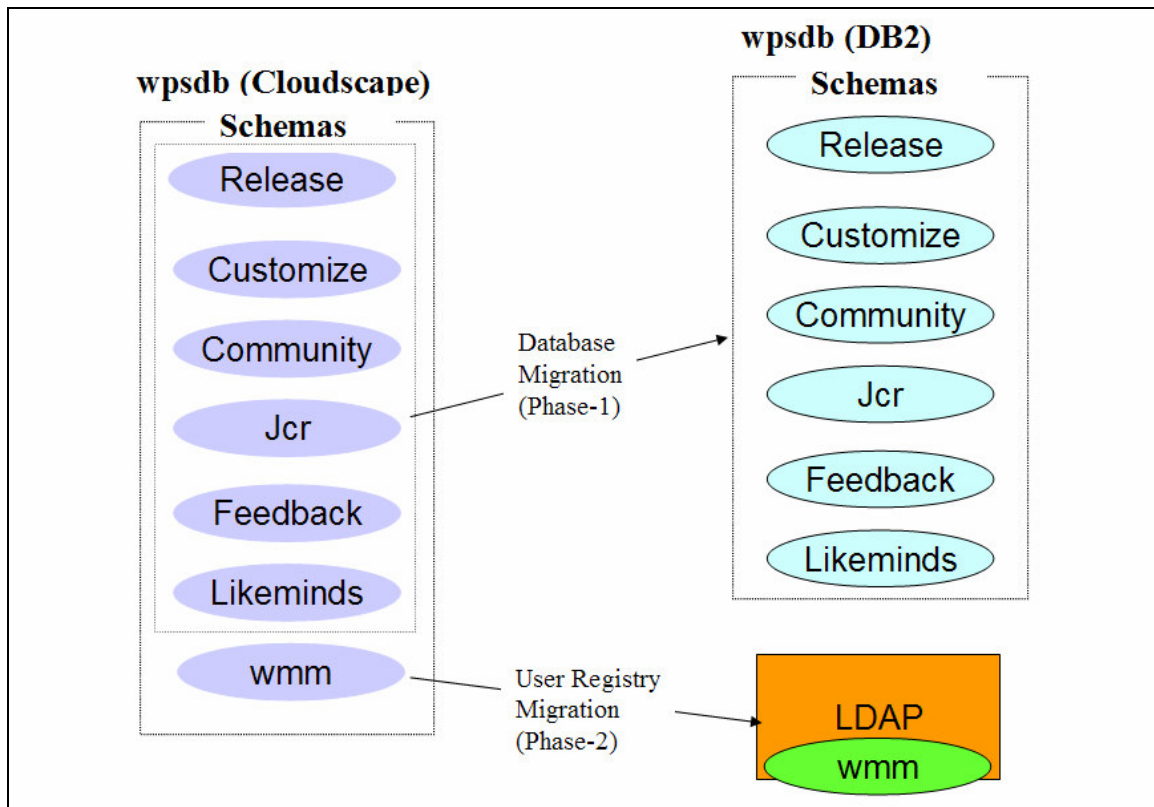 wpsdb (Cloudscape)
Schemas
Release
Customize
Community
Jcr
Feedback
Likeminds
wmm
Database
Migration
(Phase-1)
User Registry
Migration
(Phase-2)
wpsdb (DB2)
Schemas
Release
Customize
Community
Jcr
Feedback
Likeminds
LDAP
wmm